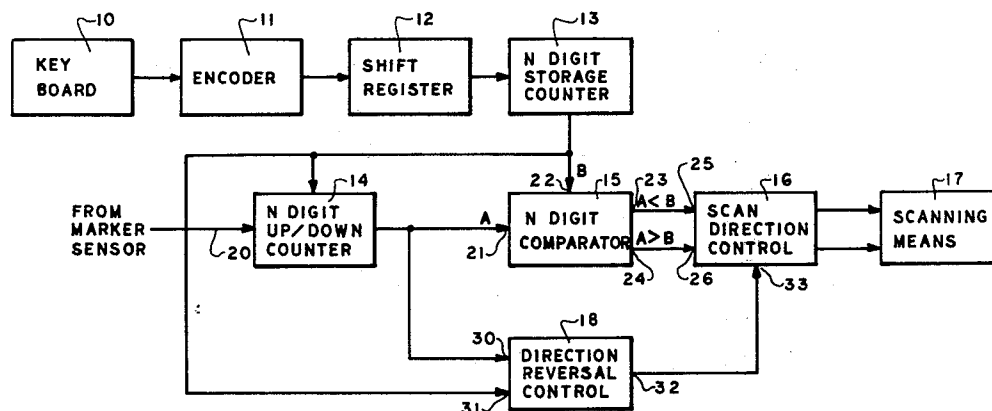 10
11
12
13
KEY
BOARD
ENCODER
SHIFT
REGISTER
N DIGIT
STORAGE
COUNTER
14
22
B
15
23
25
16
17
FROM
MARKER
SENSOR
20
N DIGIT
UP/DOWN
COUNTER
A
21
N DIGIT
COMPARATOR
A<B
A>B
24
26
SCAN
DIRECTION
CONTROL
33
SCANNING
MEANS
18
30
31
DIRECTION
REVERSAL
CONTROL
32